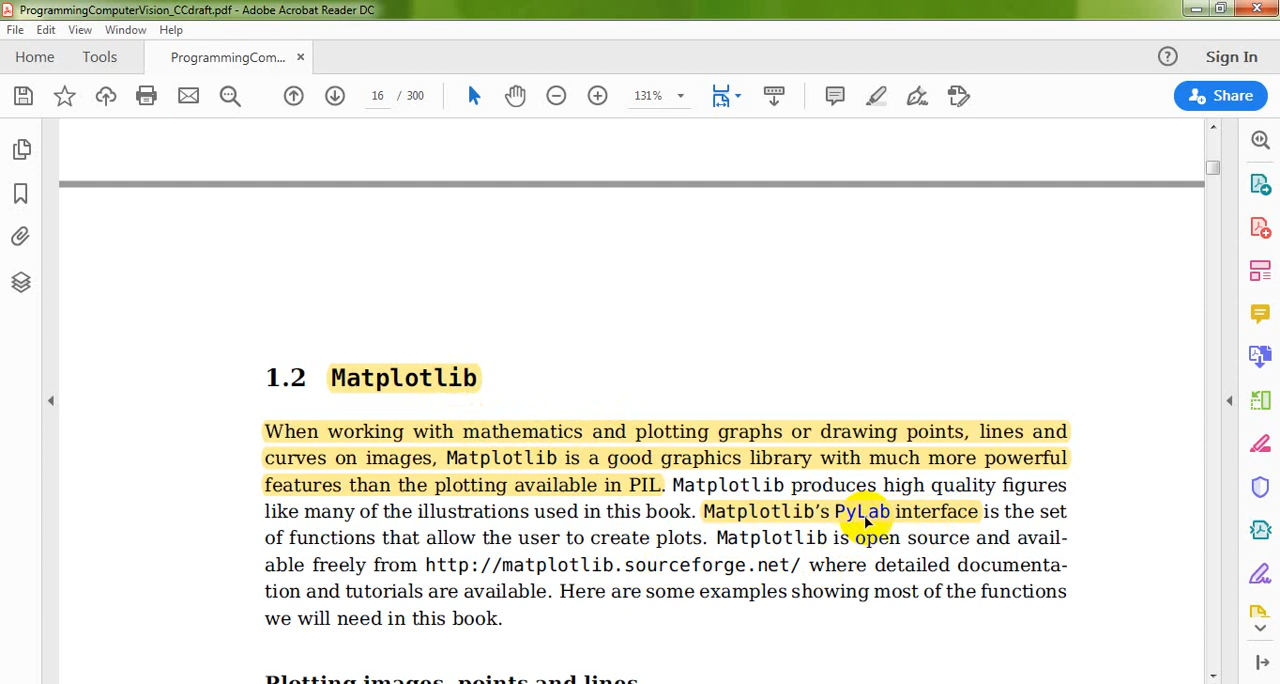 ProgrammingComputerVision_CCdraft.pdf - Adobe Acrobat Reader DC
File Edit View Window Help
Home Tools ProgrammingCom... × Sign In
16 / 300 131% Share
1.2 Matplotlib
When working with mathematics and plotting graphs or drawing points, lines and
curves on images, Matplotlib is a good graphics library with much more powerful
features than the plotting available in PIL. Matplotlib produces high quality figures
like many of the illustrations used in this book. Matplotlib’s PyLab interface is the set
of functions that allow the user to create plots. Matplotlib is open source and avail-
able freely from http://matplotlib.sourceforge.net/ where detailed documenta-
tion and tutorials are available. Here are some examples showing most of the functions
we will need in this book.
Plotting images, points and lines